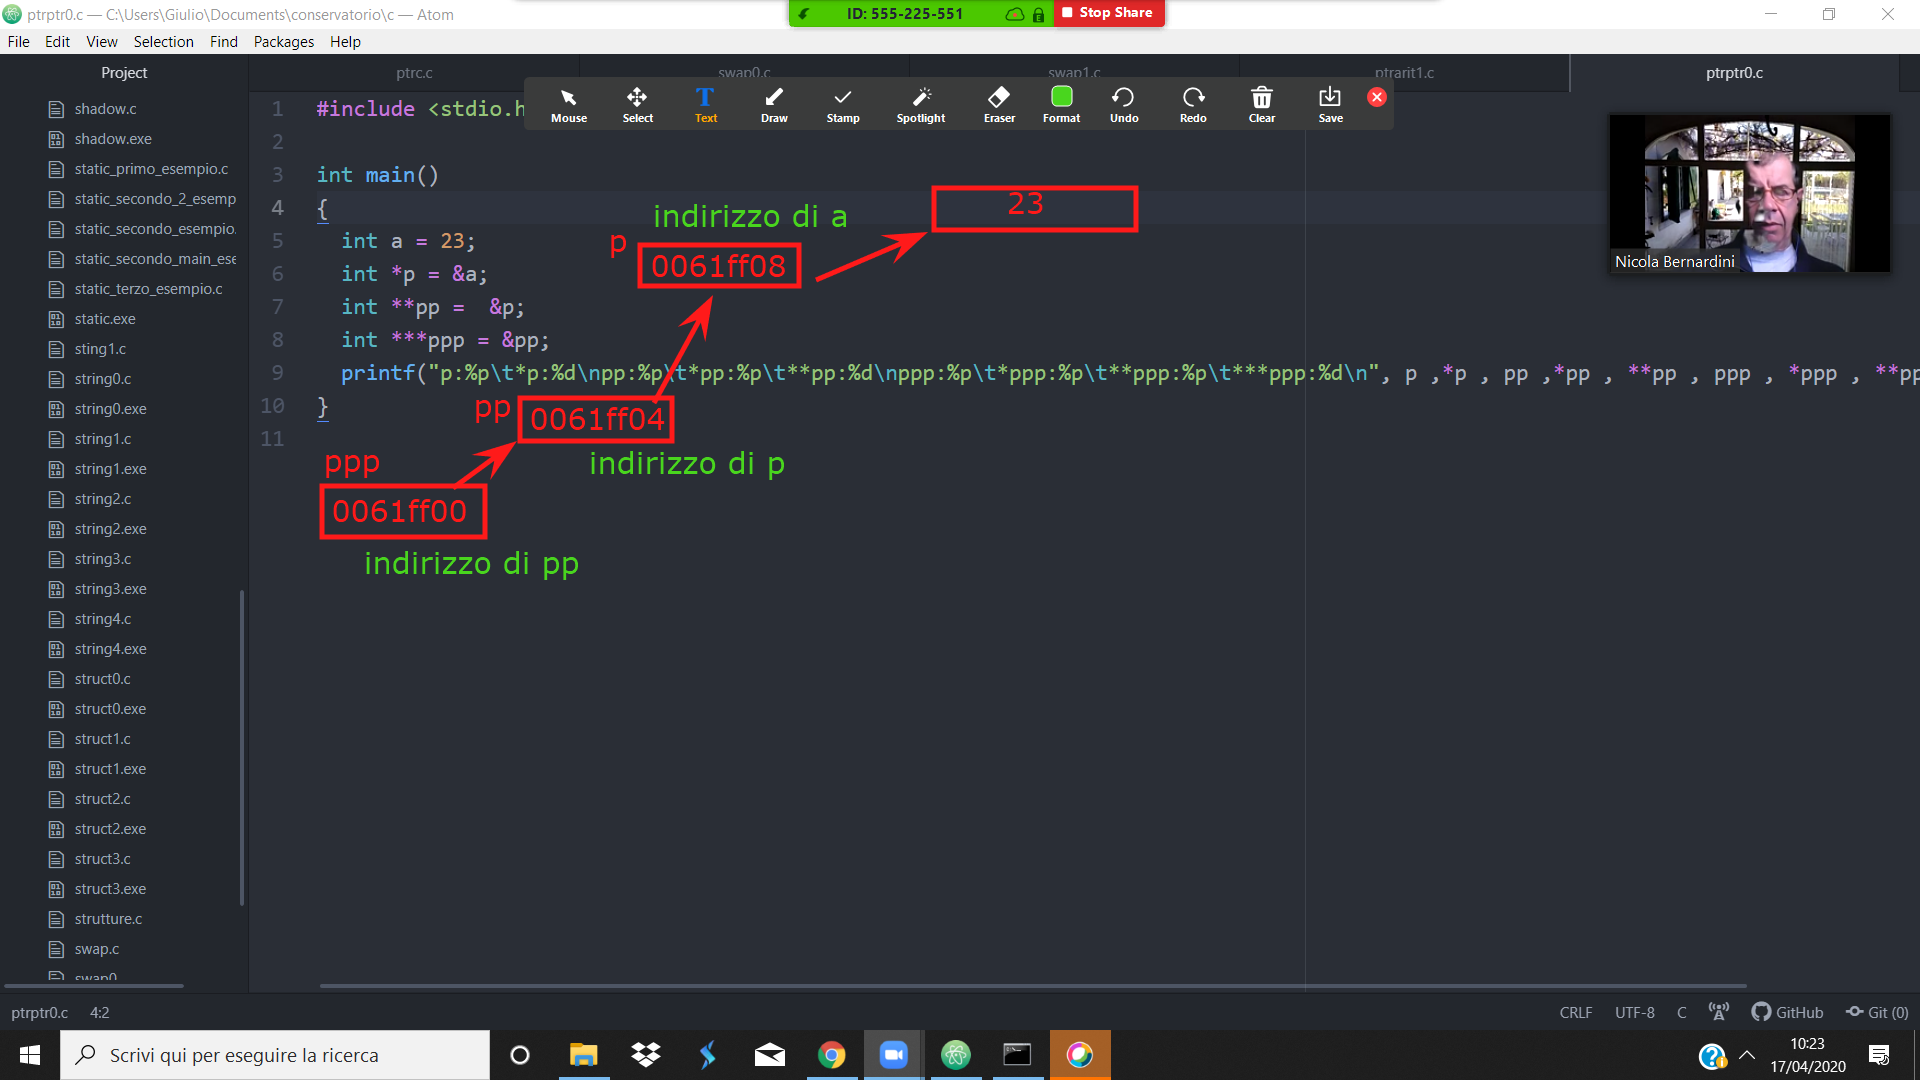 ptrptr0.c — C:\Users\Giulio\Documents\conservatorio\c — Atom
ID: 555-225-551
Stop Share
File Edit View Selection Find Packages Help
Project
ptrc.c
swap0.c
swap1.c
ptrarit1.c
ptrptr0.c
Mouse
Select
Text
Draw
Stamp
Spotlight
Eraser
Format
Undo
Redo
Clear
Save
shadow.c
shadow.exe
static_primo_esempio.c
static_secondo_2_esemp
static_secondo_esempio.
static_secondo_main_ese
static_terzo_esempio.c
static.exe
sting1.c
string0.c
string0.exe
string1.c
string1.exe
string2.c
string2.exe
string3.c
string3.exe
string4.c
string4.exe
struct0.c
struct0.exe
struct1.c
struct1.exe
struct2.c
struct2.exe
struct3.c
struct3.exe
strutture.c
swap.c
swap0
1 #include <stdio.h
2
3 int main()
4 {
5 int a = 23;
6 int *p = &a;
7 int **pp =  &p;
8 int ***ppp = &pp;
9 printf("p:%p\t*p:%d\npp:%p\t*pp:%p\t**pp:%d\nppp:%p\t*ppp:%p\t**ppp:%p\t***ppp:%d\n", p ,*p , pp ,*pp , **pp , ppp , *ppp , **pp
10 }
11
23
indirizzo di a
p
0061ff08
pp
0061ff04
indirizzo di p
ppp
0061ff00
indirizzo di pp
Nicola Bernardini
ptrptr0.c 4:2
CRLF UTF-8 C GitHub Git (0)
Scrivi qui per eseguire la ricerca
10:23
17/04/2020